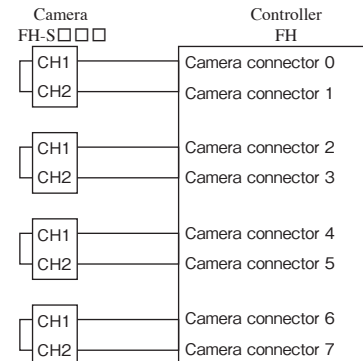 Camera Controller
FH-S□□□ FH
CH1 Camera connector 0
CH2 Camera connector 1
CH1 Camera connector 2
CH2 Camera connector 3
CH1 Camera connector 4
CH2 Camera connector 5
CH1 Camera connector 6
CH2 Camera connector 7